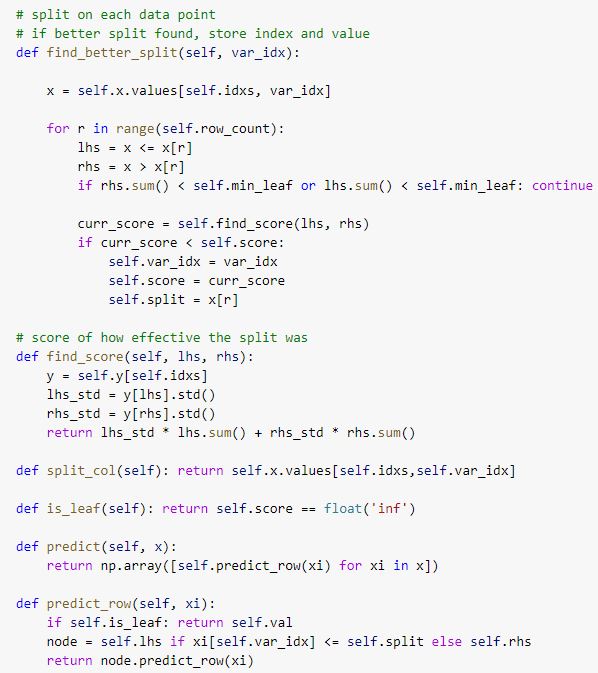 # split on each data point
# if better split found, store index and value
def find_better_split(self, var_idx):
x = self.x.values[self.idxs, var_idx]
for r in range(self.row_count):
lhs = x <= x[r]
rhs = x > x[r]
if rhs.sum() < self.min_leaf or lhs.sum() < self.min_leaf: continue
curr_score = self.find_score(lhs, rhs)
if curr_score < self.score:
self.var_idx = var_idx
self.score = curr_score
self.split = x[r]
# score of how effective the split was
def find_score(self, lhs, rhs):
y = self.y[self.idxs]
lhs_std = y[lhs].std()
rhs_std = y[rhs].std()
return lhs_std * lhs.sum() + rhs_std * rhs.sum()
def split_col(self): return self.x.values[self.idxs,self.var_idx]
def is_leaf(self): return self.score == float('inf')
def predict(self, x):
return np.array([self.predict_row(xi) for xi in x])
def predict_row(self, xi):
if self.is_leaf: return self.val
node = self.lhs if xi[self.var_idx] <= self.split else self.rhs
return node.predict_row(xi)